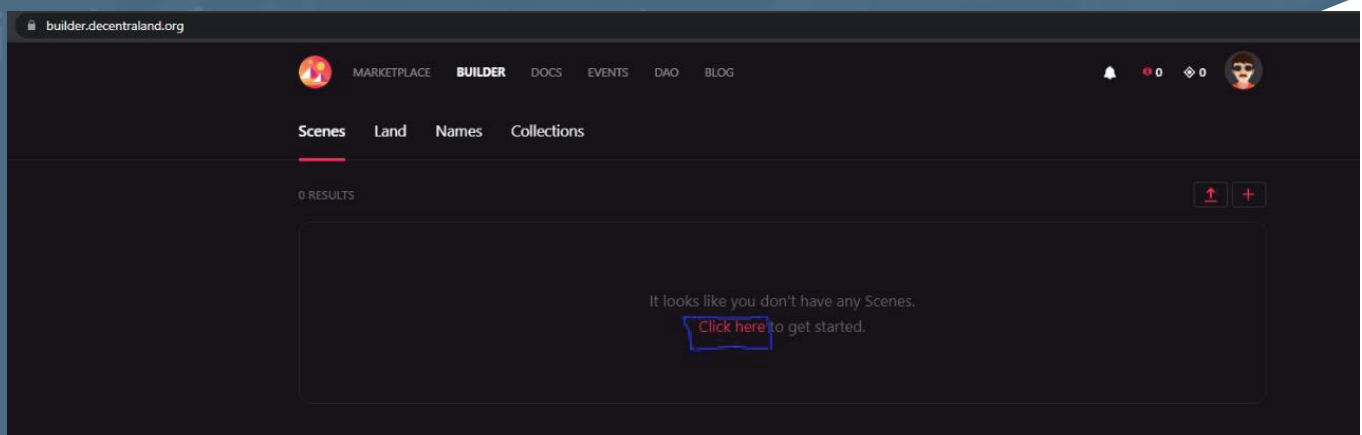 builder.decentraland.org
MARKETPLACE BUILDER DOCS EVENTS DAO BLOG 0 0
Scenes Land Names Collections
0 RESULTS
It looks like you don't have any Scenes.
Click here to get started.